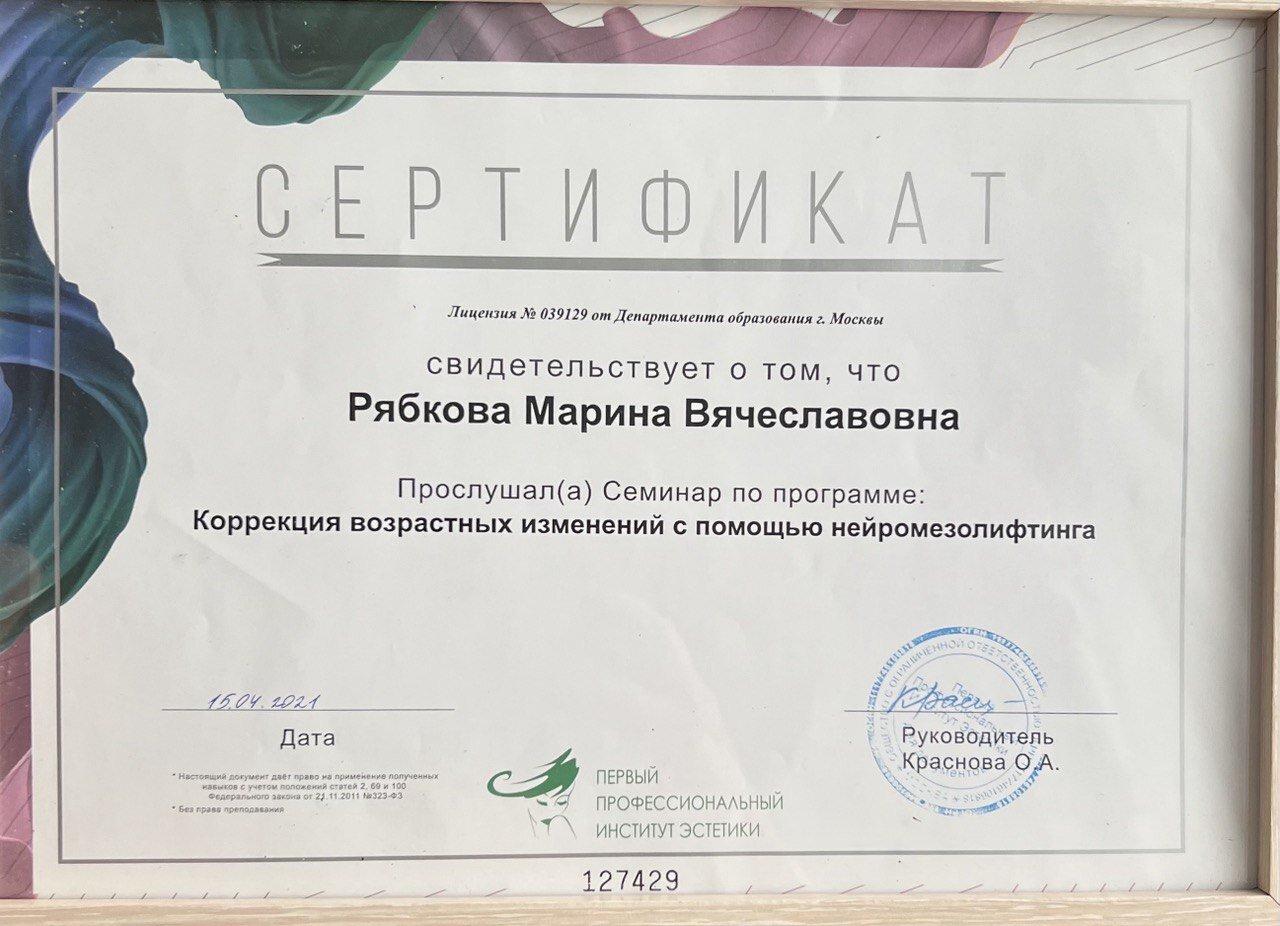 СЕРТИФИКАТ
Лицензия № 039129 от Департамента образования г. Москвы
свидетельствует о том, что
Рябкова Марина Вячеславовна
Прослушал(а) Семинар по программе:
Коррекция возрастных изменений с помощью нейромезолифтинга
15.04.2021
Дата
* Настоящий документ даёт право на применение полученных
навыков с учетом положений статей 2, 69 и 100
Федерального закона от 21.11.2011 №323-ФЗ
* Без права преподавания
ПЕРВЫЙ
ПРОФЕССИОНАЛЬНЫЙ
ИНСТИТУТ ЭСТЕТИКИ
Руководитель
Краснова О.А.
127429